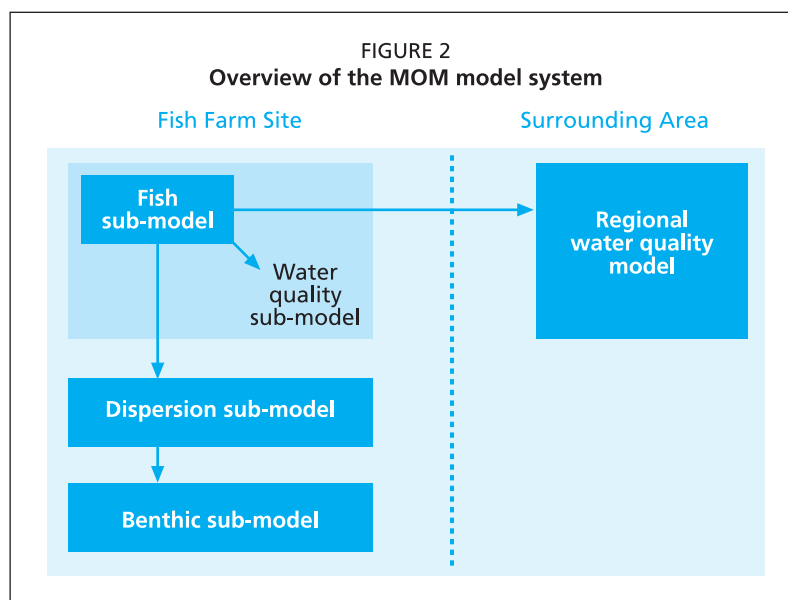 FIGURE 2
Overview of the MOM model system
Fish Farm Site
Surrounding Area
Fish
sub-model
Water
quality
sub-model
Regional
water quality
model
Dispersion sub-model
Benthic sub-model